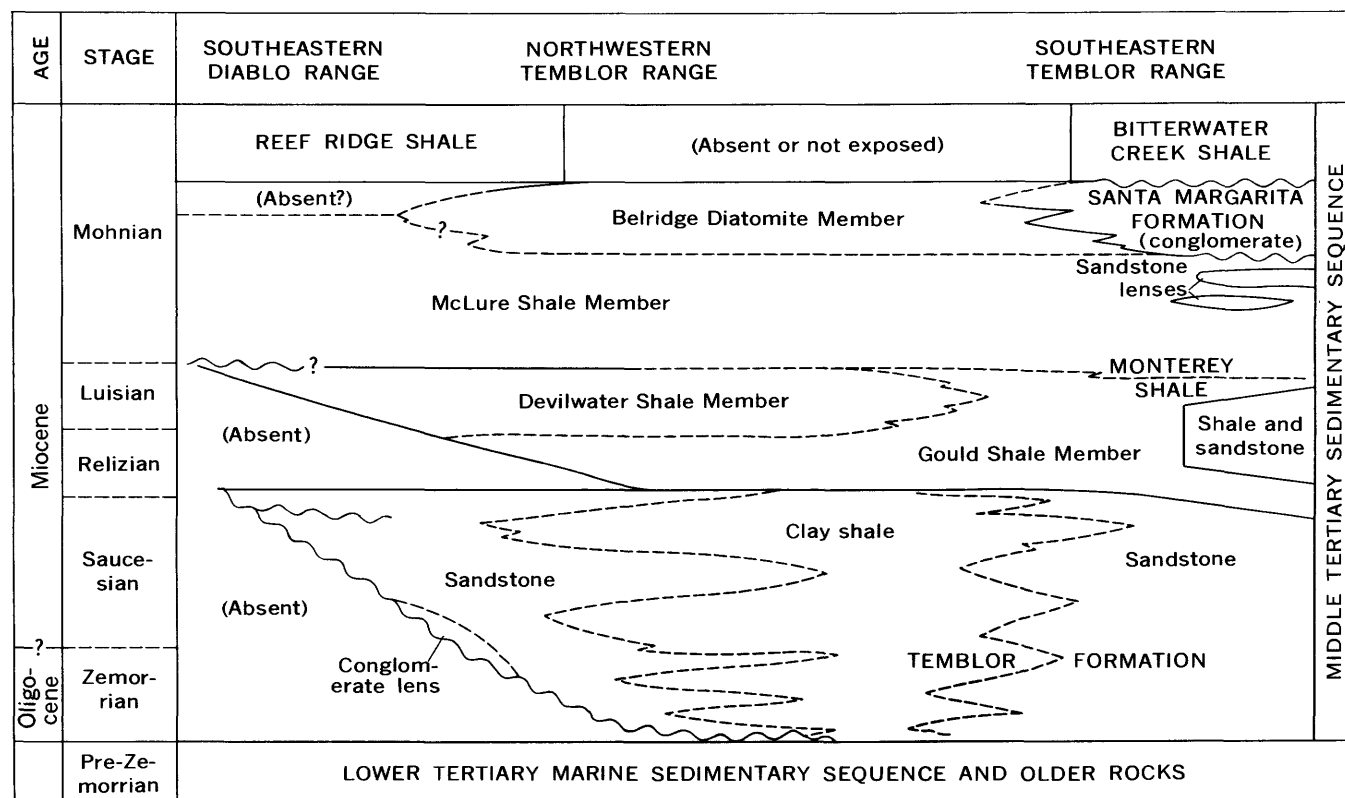 AGE
STAGE
SOUTHEASTERN
DIABLO RANGE
NORTHWESTERN
TEMBLOR RANGE
SOUTHEASTERN
TEMBLOR RANGE
REEF RIDGE SHALE
(Absent or not exposed)
BITTERWATER
CREEK SHALE
Miocene
?
Oligo-
cene
Mohnian
Luisian
Relizian
Sauce-
sian
Zemor-
rian
Pre-Ze-
morrian
(Absent?)
?
Belridge Diatomite Member
SANTA MARGARITA
FORMATION
(conglomerate)
Sandstone
lenses
McLure Shale Member
?
MONTEREY
SHALE
Devilwater Shale Member
(Absent)
Gould Shale Member
Shale and
sandstone
Clay shale
Sandstone
Sandstone
(Absent)
Conglom-
erate lens
TEMBLOR FORMATION
LOWER TERTIARY MARINE SEDIMENTARY SEQUENCE AND OLDER ROCKS
MIDDLE TERTIARY SEDIMENTARY SEQUENCE